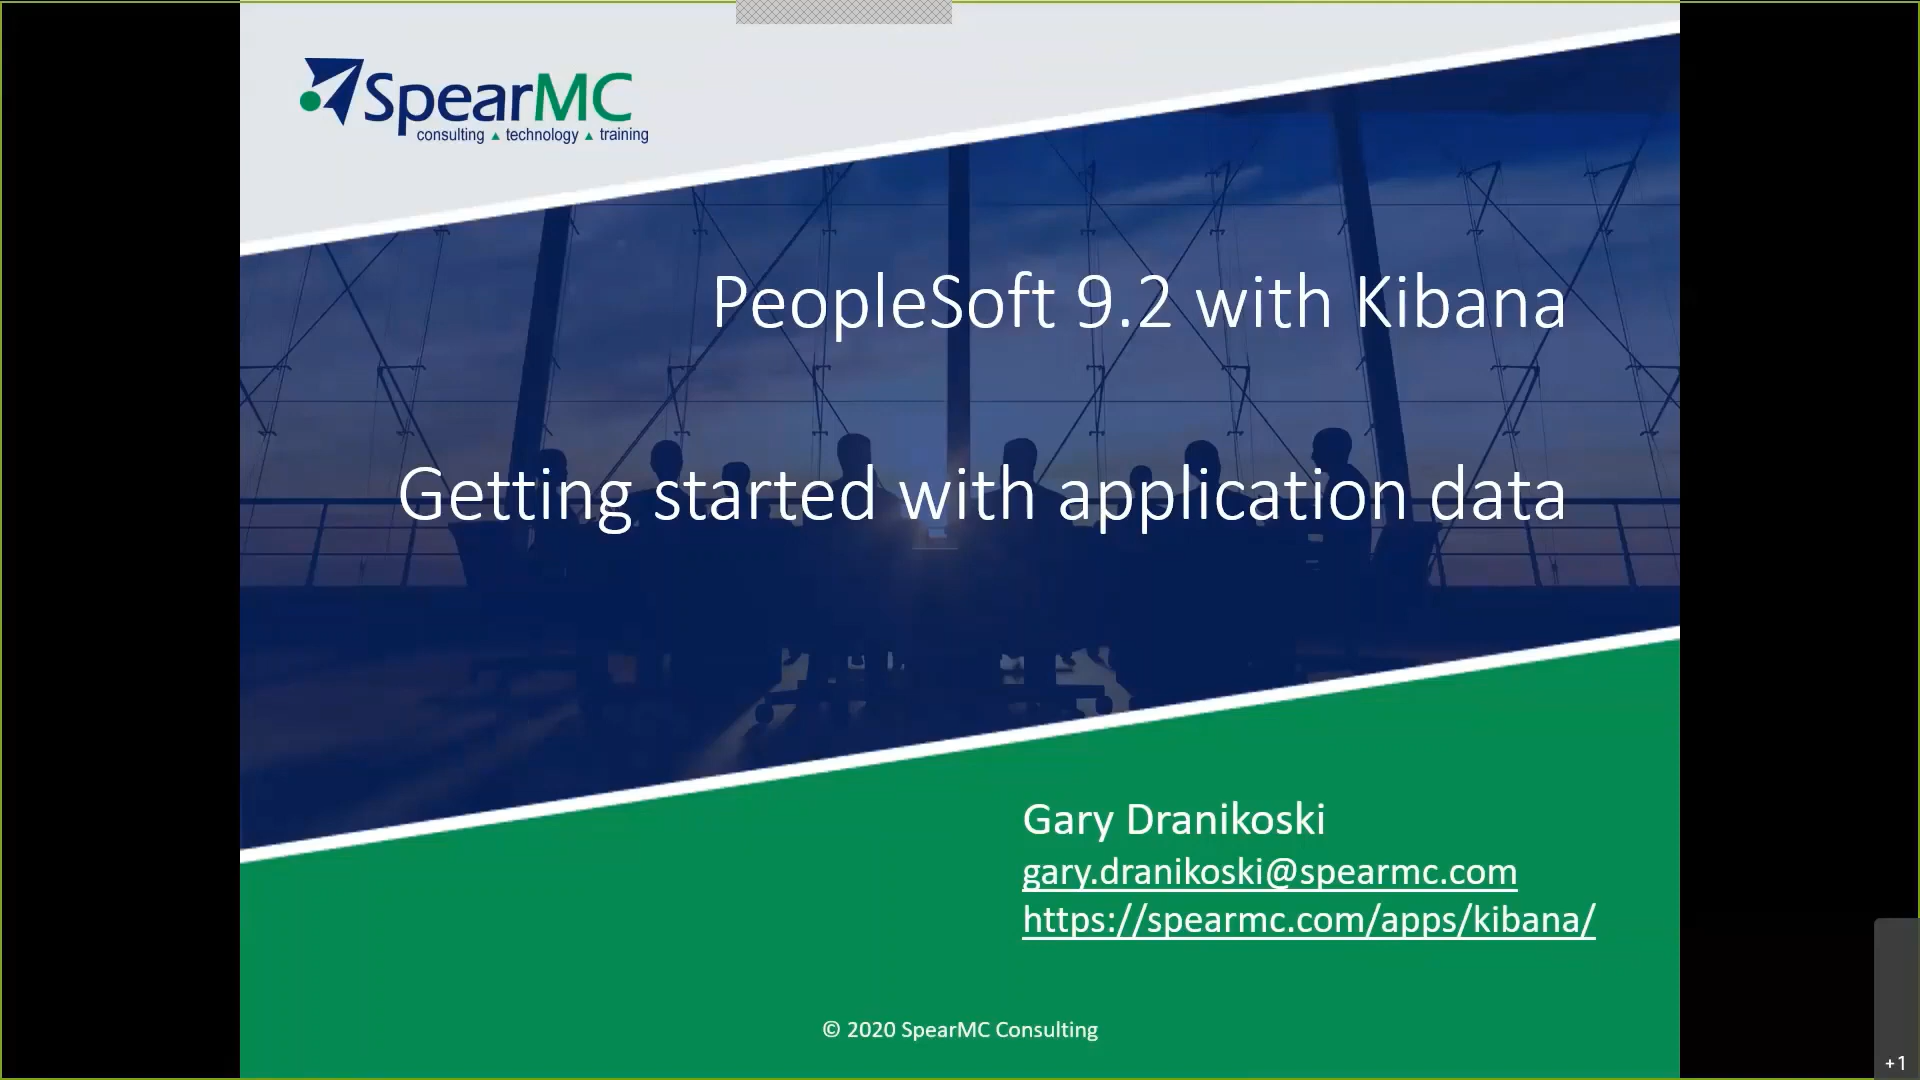 SpearMC
consulting ▲ technology ▲ training
PeopleSoft 9.2 with Kibana
Getting started with application data
Gary Dranikoski
gary.dranikoski@spearmc.com
https://spearmc.com/apps/kibana/
© 2020 SpearMC Consulting
+1